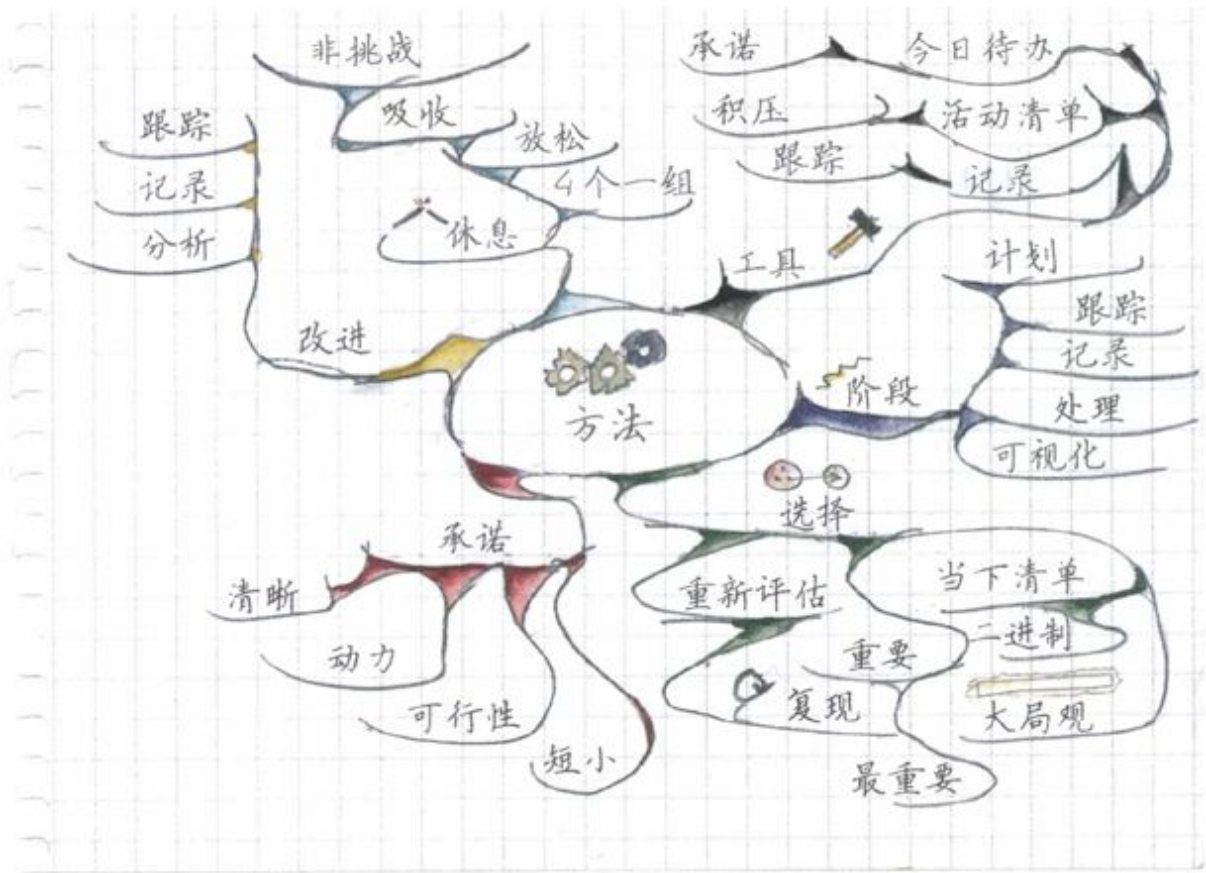 非挑战
吸收
放松
4个一组
休息
承诺
今日待办
积压
活动清单
跟踪
记录
工具
跟踪
记录
分析
改进
计划
跟踪
记录
处理
可视化
阶段
方法
选择
重新评估
复现
重要
最重要
当下清单
二进制
大局观
承诺
清晰
动力
可行性
短小